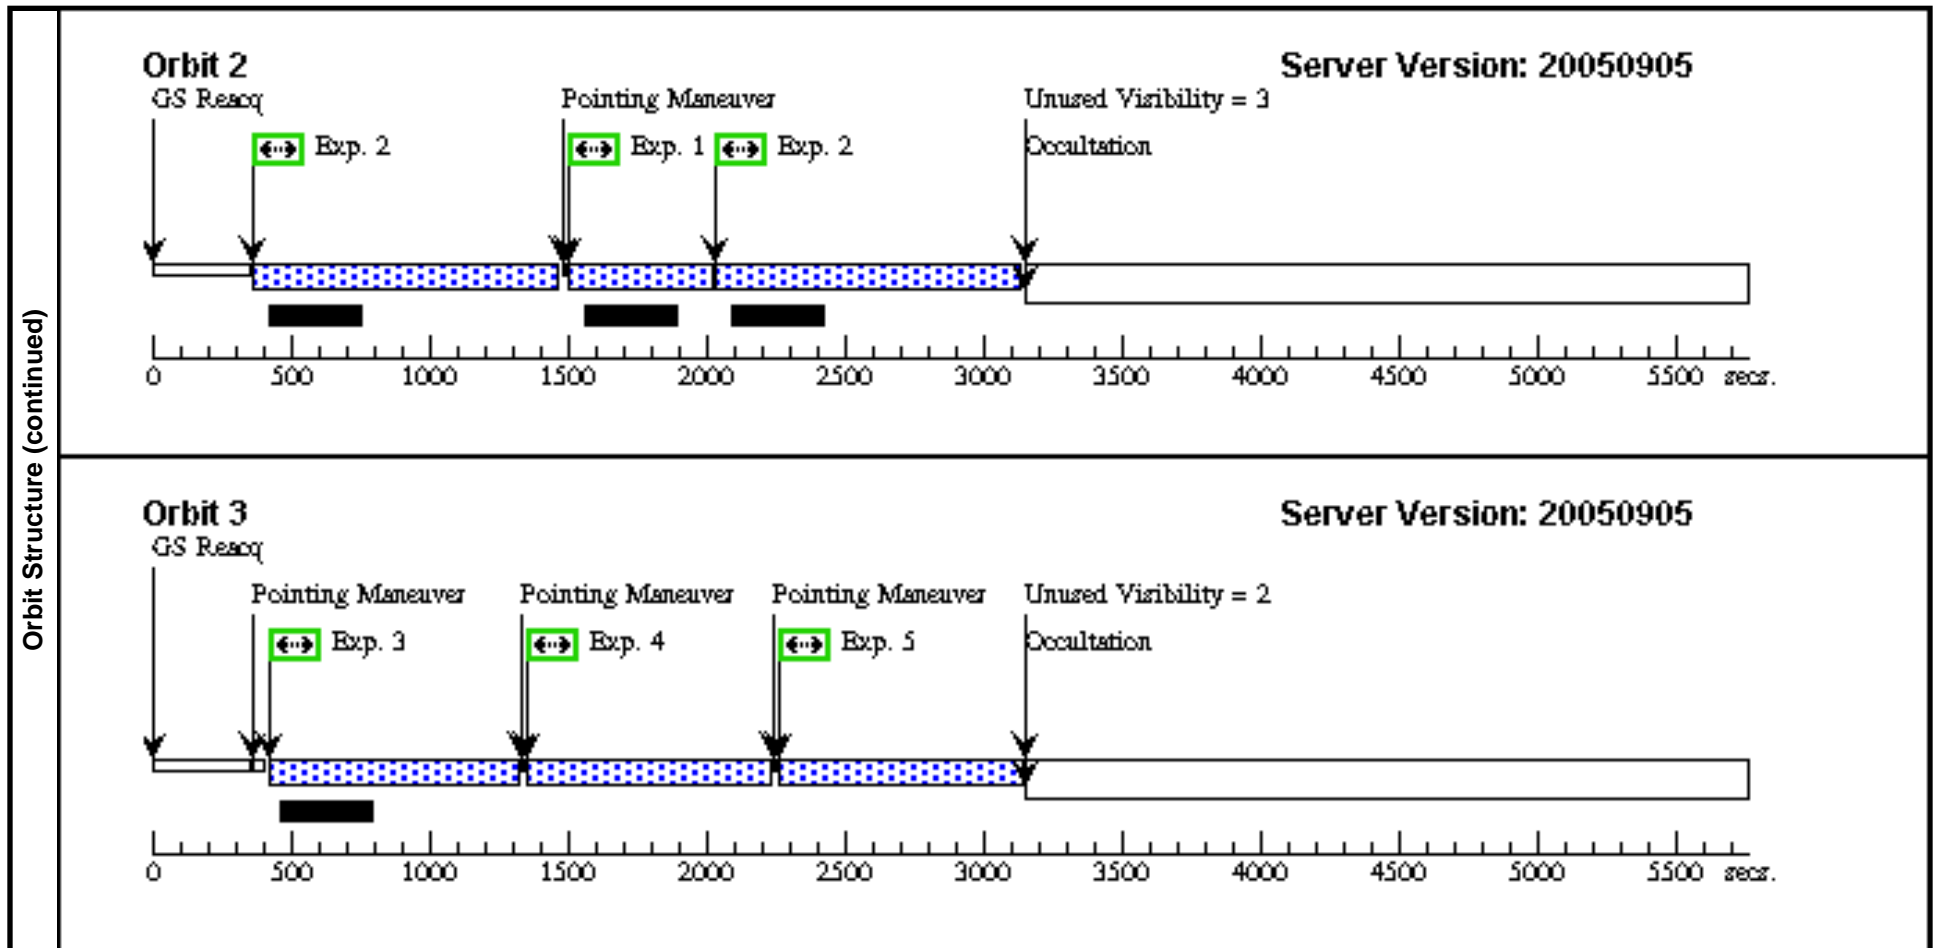 Orbit Structure (continued)
Orbit 2
Server Version: 20050905
GS Reacq
Pointing Maneuver
Unused Visibility = 3
Exp. 2
Exp. 1
Exp. 2
Occultation
0 500 1000 1500 2000 2500 3000 3500 4000 4500 5000 5500 secs.
Orbit 3
Server Version: 20050905
GS Reacq
Pointing Maneuver
Pointing Maneuver
Pointing Maneuver
Unused Visibility = 2
Exp. 3
Exp. 4
Exp. 5
Occultation
0 500 1000 1500 2000 2500 3000 3500 4000 4500 5000 5500 secs.